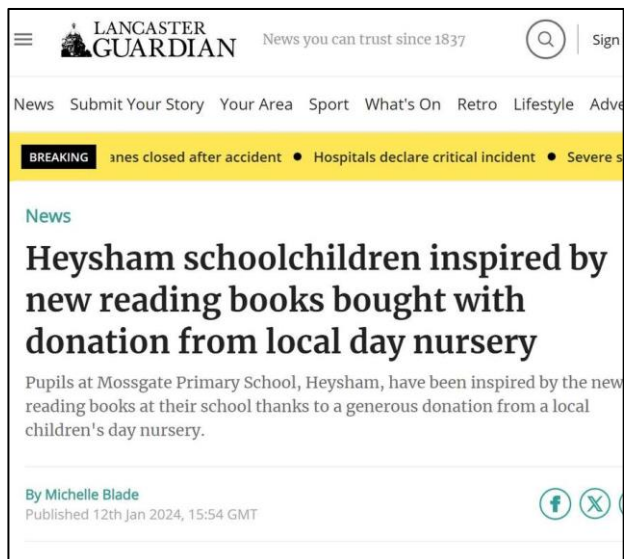 LANCASTER
GUARDIAN
News you can trust since 1837
Sign
News Submit Your Story Your Area Sport What's On Retro Lifestyle Adve
BREAKING anes closed after accident • Hospitals declare critical incident • Severe s
News
Heysham schoolchildren inspired by
new reading books bought with
donation from local day nursery
Pupils at Mossgate Primary School, Heysham, have been inspired by the new
reading books at their school thanks to a generous donation from a local
children's day nursery.
By Michelle Blade
Published 12th Jan 2024, 15:54 GMT